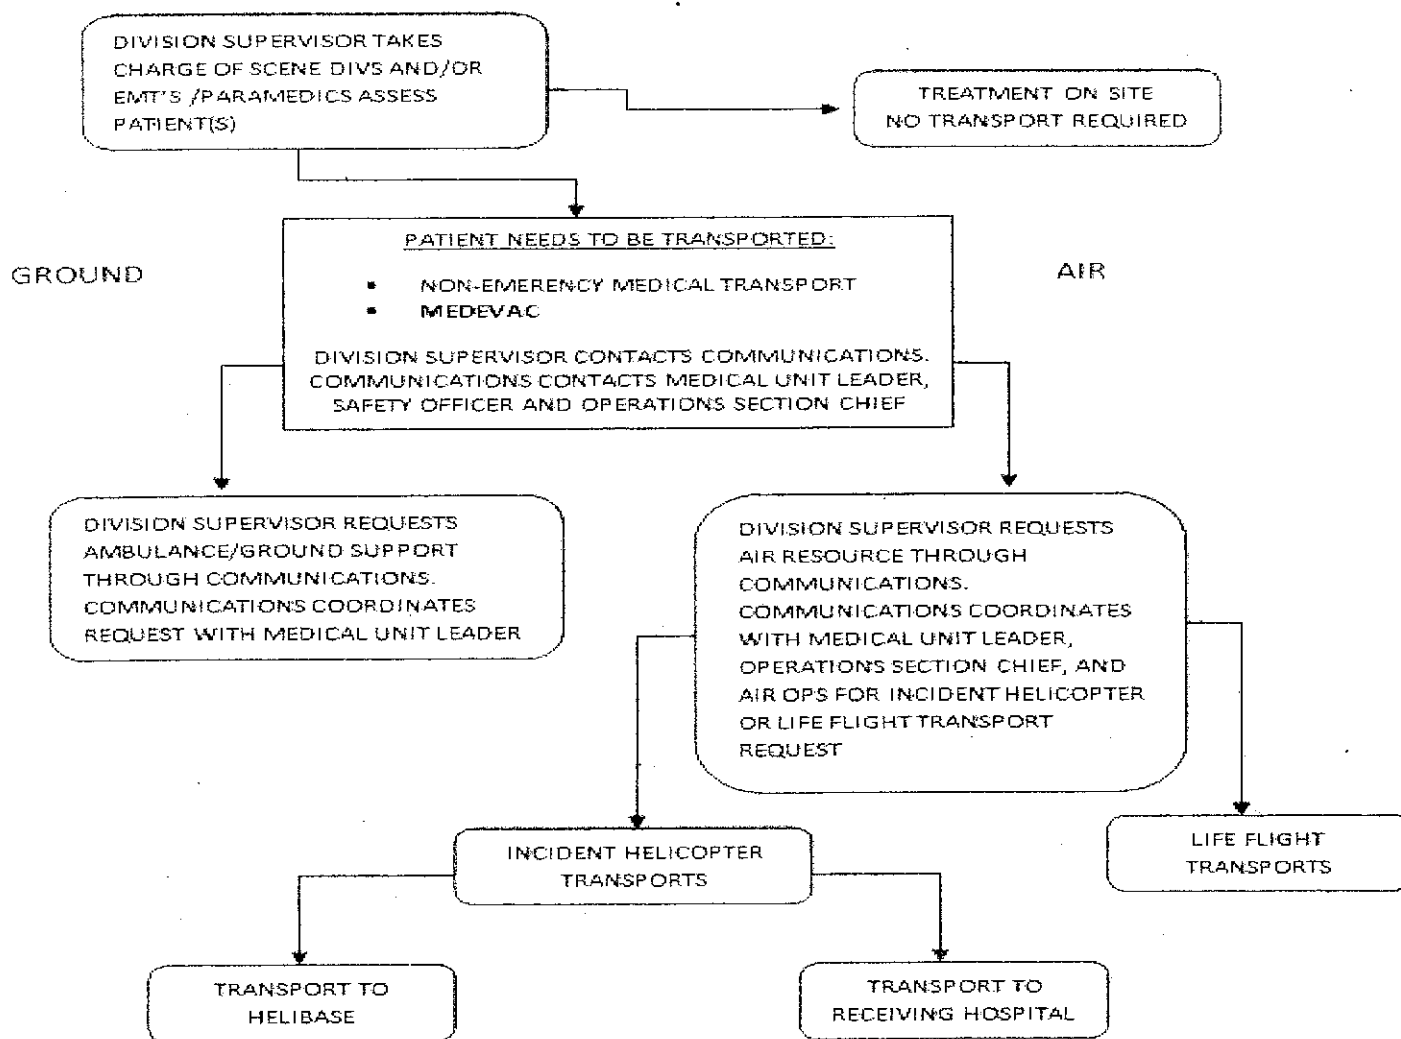 DIVISION SUPERVISOR TAKES
CHARGE OF SCENE DIVS AND/OR
EMT'S /PARAMEDICS ASSESS
PATIENT(S)
TREATMENT ON SITE
NO TRANSPORT REQUIRED
GROUND
PATIENT NEEDS TO BE TRANSPORTED:
• NON-EMERENCY MEDICAL TRANSPORT
• MEDEVAC
DIVISION SUPERVISOR CONTACTS COMMUNICATIONS.
COMMUNICATIONS CONTACTS MEDICAL UNIT LEADER,
SAFETY OFFICER AND OPERATIONS SECTION CHIEF
AIR
DIVISION SUPERVISOR REQUESTS
AMBULANCE/GROUND SUPPORT
THROUGH COMMUNICATIONS.
COMMUNICATIONS COORDINATES
REQUEST WITH MEDICAL UNIT LEADER
DIVISION SUPERVISOR REQUESTS
AIR RESOURCE THROUGH
COMMUNICATIONS.
COMMUNICATIONS COORDINATES
WITH MEDICAL UNIT LEADER,
OPERATIONS SECTION CHIEF, AND
AIR OPS FOR INCIDENT HELICOPTER
OR LIFE FLIGHT TRANSPORT
REQUEST
INCIDENT HELICOPTER
TRANSPORTS
LIFE FLIGHT
TRANSPORTS
TRANSPORT TO
HELIBASE
TRANSPORT TO
RECEIVING HOSPITAL